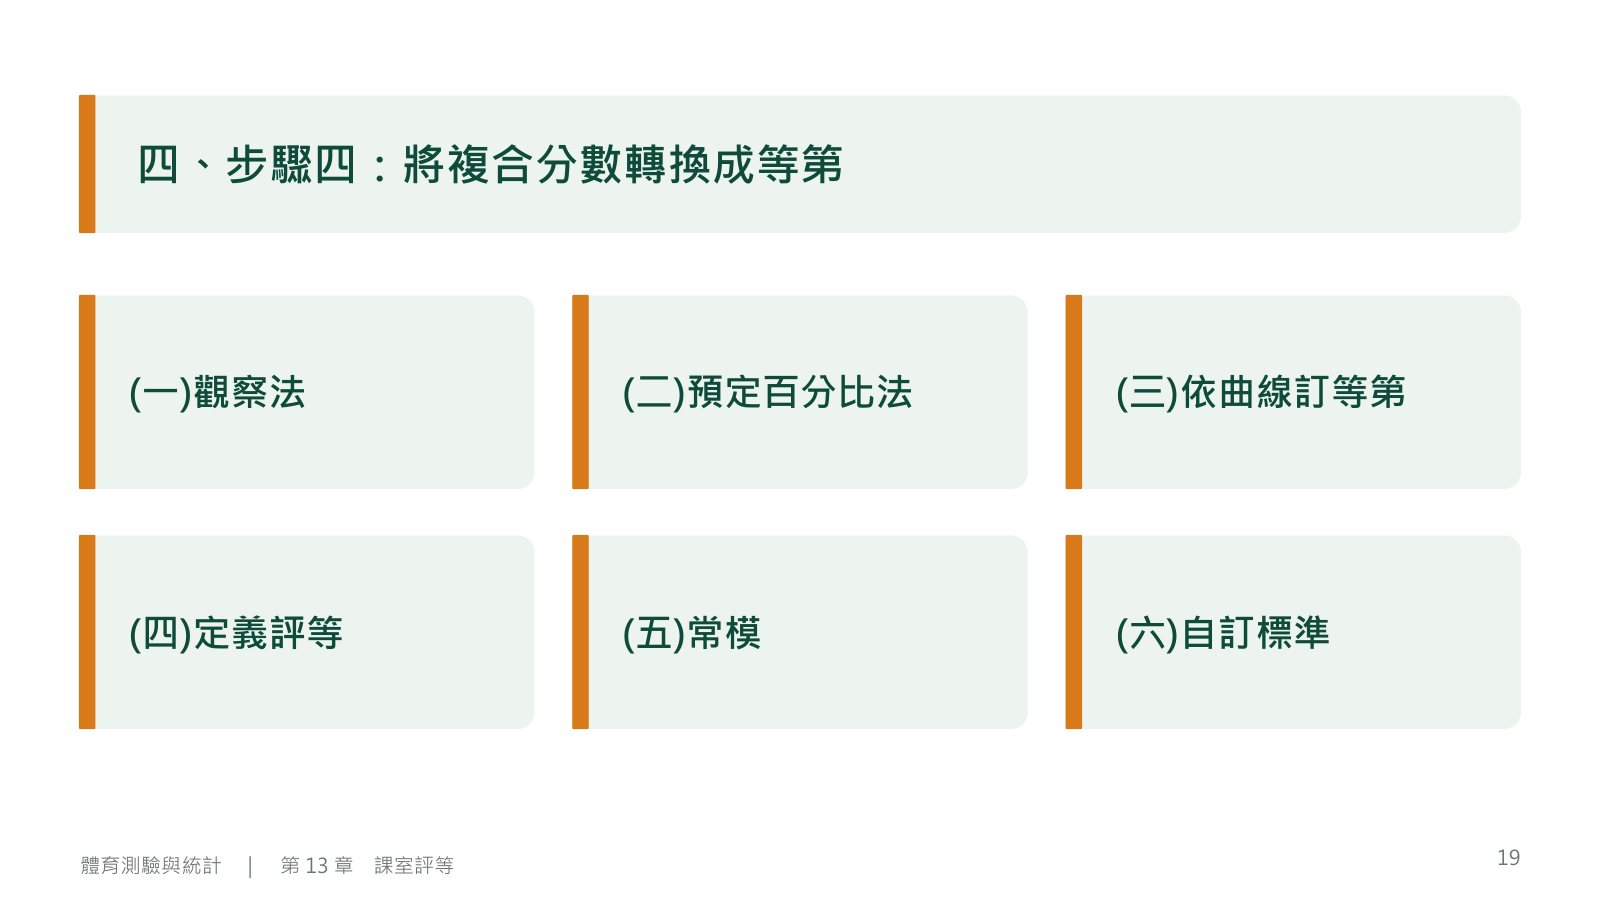 四、步驟四：將複合分數轉換成等第
(一)觀察法
(二)預定百分比法
(三)依曲線訂等第
(四)定義評等
(五)常模
(六)自訂標準
體育測驗與統計 | 第 13 章 課室評等
19